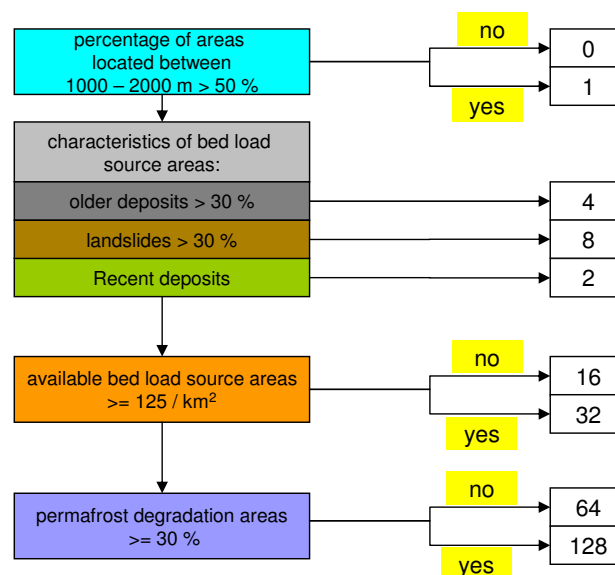 percentage of areas
located between
1000 – 2000 m > 50 %
no
0
1
yes
characteristics of bed load
source areas:
older deposits > 30 %
4
landslides > 30 %
8
Recent deposits
2
available bed load source areas
>= 125 / km²
no
16
32
yes
permafrost degradation areas
>= 30 %
no
64
128
yes